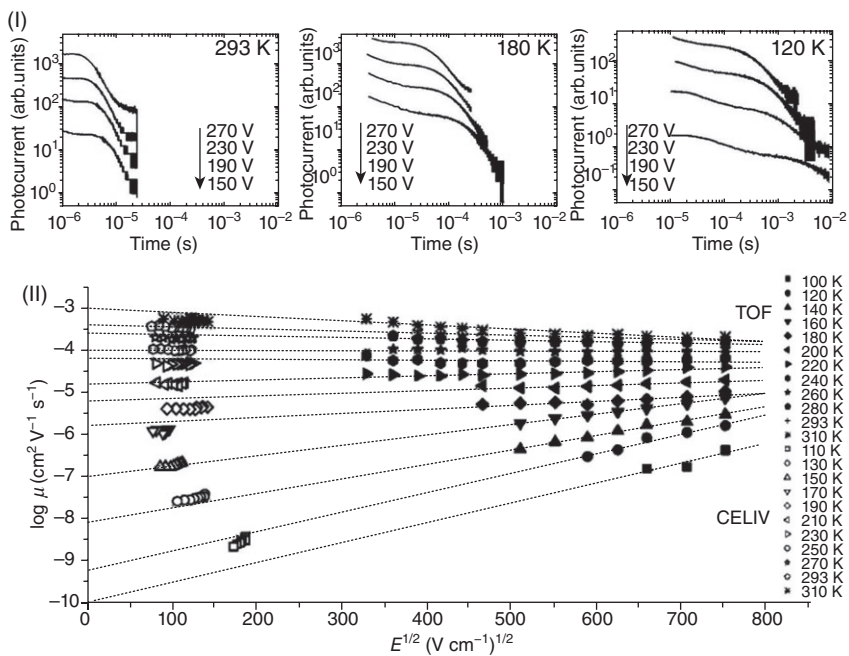 (I)
Photocurrent (arb.units)
10³
10²
10¹
10⁰
293 K
270 V
230 V
190 V
150 V
10⁻⁶ 10⁻⁵ 10⁻⁴ 10⁻³ 10⁻²
Time (s)
Photocurrent (arb.units)
10³
10²
10¹
10⁰
180 K
270 V
230 V
190 V
150 V
10⁻⁶ 10⁻⁵ 10⁻⁴ 10⁻³ 10⁻²
Time (s)
Photocurrent (arb.units)
10²
10¹
10⁰
10⁻¹
120 K
270 V
230 V
190 V
150 V
10⁻⁶ 10⁻⁵ 10⁻⁴ 10⁻³ 10⁻²
Time (s)
(II)
log μ (cm² V⁻¹ s⁻¹)
−3
−4
−5
−6
−7
−8
−9
−10
TOF
CELIV
0 100 200 300 400 500 600 700 800
E¹/² (V cm⁻¹)¹/²
100 K
120 K
140 K
160 K
180 K
200 K
220 K
240 K
260 K
280 K
293 K
310 K
110 K
130 K
150 K
170 K
190 K
210 K
230 K
250 K
270 K
293 K
310 K